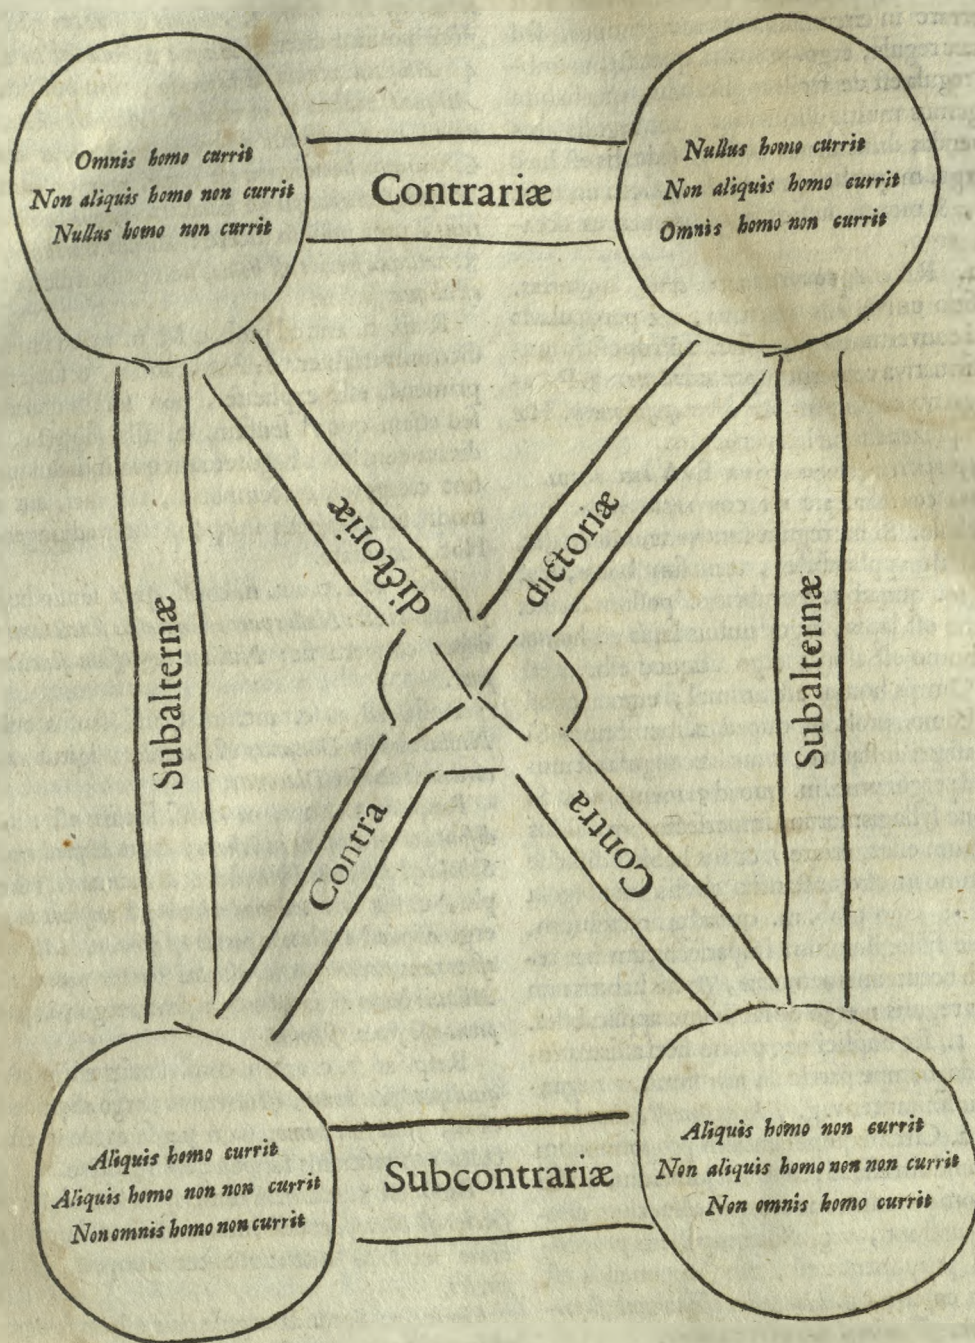 Omnis homo currit
Non aliquis homo non currit
Nullus homo non currit
Contrariæ
Nullus homo currit
Non aliquis homo currit
Omnis homo non currit
Subalternæ
dictoriæ
dictoriæ
Subalternæ
Contra
Contra
Aliquis homo currit
Aliquis homo non non currit
Non omnis homo non currit
Subcontrariæ
Aliquis homo non currit
Non aliquis homo non non currit
Non omnis homo currit